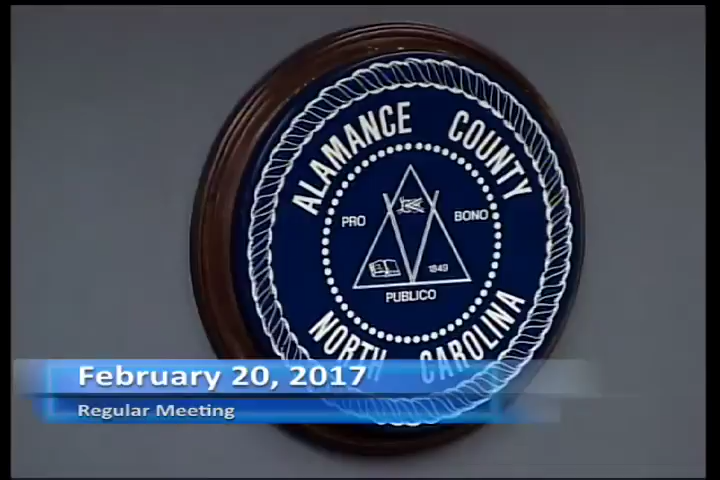 ALAMANCE COUNTY
PRO BONO
1849
PUBLICO
NORTH CAROLINA
February 20, 2017
Regular Meeting